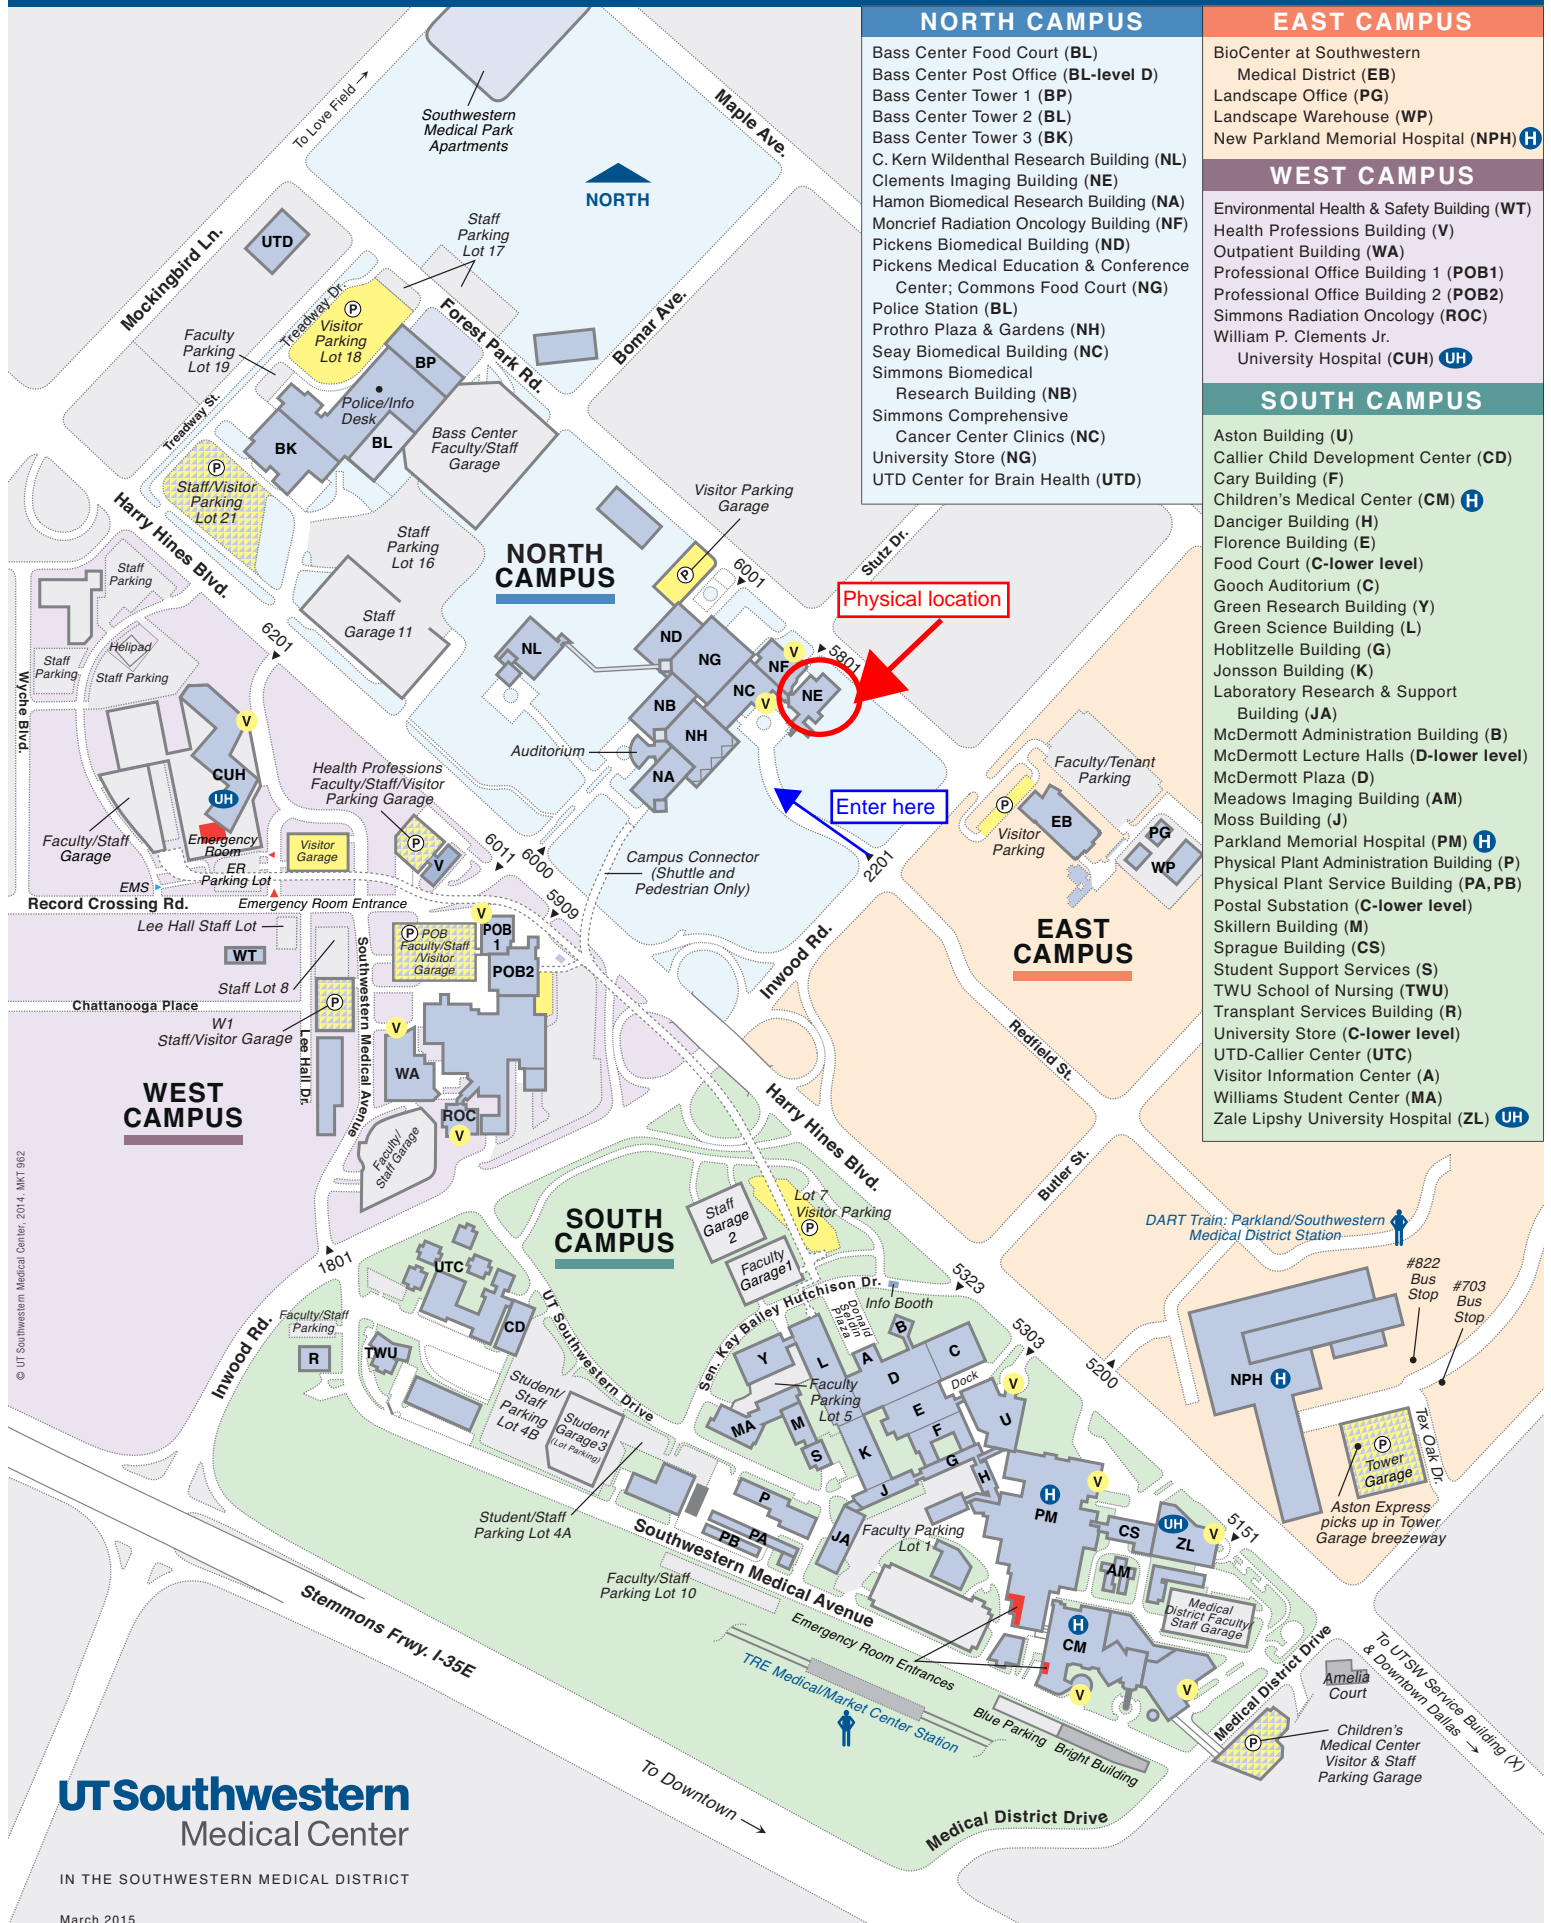 NORTH CAMPUS
Bass Center Food Court (BL)
Bass Center Post Office (BL-level D)
Bass Center Tower 1 (BP)
Bass Center Tower 2 (BL)
Bass Center Tower 3 (BK)
C. Kern Wildenthal Research Building (NL)
Clements Imaging Building (NE)
Hamon Biomedical Research Building (NA)
Moncrief Radiation Oncology Building (NF)
Pickens Biomedical Building (ND)
Pickens Medical Education & Conference
Center; Commons Food Court (NG)
Police Station (BL)
Prothro Plaza & Gardens (NH)
Seay Biomedical Building (NC)
Simmons Biomedical
Research Building (NB)
Simmons Comprehensive
Cancer Center Clinics (NC)
University Store (NG)
UTD Center for Brain Health (UTD)
EAST CAMPUS
BioCenter at Southwestern
Medical District (EB)
Landscape Office (PG)
Landscape Warehouse (WP)
New Parkland Memorial Hospital (NPH) H
WEST CAMPUS
Environmental Health & Safety Building (WT)
Health Professions Building (V)
Outpatient Building (WA)
Professional Office Building 1 (POB1)
Professional Office Building 2 (POB2)
Simmons Radiation Oncology (ROC)
William P. Clements Jr.
University Hospital (CUH) UH
SOUTH CAMPUS
Aston Building (U)
Callier Child Development Center (CD)
Cary Building (F)
Children's Medical Center (CM) H
Danciger Building (H)
Florence Building (E)
Food Court (C-lower level)
Gooch Auditorium (C)
Green Research Building (Y)
Green Science Building (L)
Hoblitzelle Building (G)
Jonsson Building (K)
Laboratory Research & Support
Building (JA)
McDermott Administration Building (B)
McDermott Lecture Halls (D-lower level)
McDermott Plaza (D)
Meadows Imaging Building (AM)
Moss Building (J)
Parkland Memorial Hospital (PM) H
Physical Plant Administration Building (P)
Physical Plant Service Building (PA, PB)
Postal Substation (C-lower level)
Skillern Building (M)
Sprague Building (CS)
Student Support Services (S)
TWU School of Nursing (TWU)
Transplant Services Building (R)
University Store (C-lower level)
UTD-Callier Center (UTC)
Visitor Information Center (A)
Williams Student Center (MA)
Zale Lipshy University Hospital (ZL) UH
To Love Field
Southwestern
Medical Park
Apartments
Maple Ave.
NORTH
Mockingbird Ln.
UTD
Staff
Parking
Lot 17
Treadway Dr.
P
Visitor
Parking
Lot 18
Forest Park Rd.
Bomar Ave.
Faculty
Parking
Lot 19
BP
Police/Info
Desk
BL
BK
Treadway St.
Bass Center
Faculty/Staff
Garage
P
Staff/Visitor
Parking
Lot 21
Harry Hines Blvd.
Staff
Parking
Lot 16
Visitor Parking
Garage
P
NORTH
CAMPUS
6001
Stutz Dr.
Physical location
Staff
Garage 11
Staff
Parking
Helipad
Staff
Parking
Staff Parking
Wyche Blvd.
6201
NL
ND
NG
NF
V
5801
NE
NC
V
NB
NH
NA
Auditorium
V
CUH
UH
Health Professions
Faculty/Staff/Visitor
Parking Garage
P
V
Faculty/Staff
Garage
Emergency
Room
ER
Parking Lot
Visitor
Garage
EMS
Record Crossing Rd.
Emergency Room Entrance
6011
6000
5909
Enter here
Campus Connector
(Shuttle and
Pedestrian Only)
2201
Faculty/Tenant
Parking
P
Visitor
Parking
EB
PG
WP
EAST
CAMPUS
Inwood Rd.
Redfield St.
Lee Hall Staff Lot
WT
Staff Lot 8
Chattanooga Place
W1
Staff/Visitor Garage
P
Lee Hall Dr.
Southwestern Medical Avenue
V
P POB
Faculty/Staff
/Visitor
Garage
POB
1
POB2
V
WA
ROC
V
Faculty/
Staff Garage
WEST
CAMPUS
Harry Hines Blvd.
Butler St.
© UT Southwestern Medical Center, 2014. MKT 962
SOUTH
CAMPUS
Staff
Garage
2
Faculty
Garage1
Lot 7
Visitor Parking
P
DART Train: Parkland/Southwestern
Medical District Station
#822
Bus
Stop
#703
Bus
Stop
1801
Inwood Rd.
UTC
CD
Faculty/Staff
Parking
R
TWU
UT Southwestern Drive
Sen. Kay Bailey Hutchison Dr.
Donald
Seldin
Plaza
Info Booth
5323
5303
5200
Y
L
A
B
C
D
Dock
E
F
G
H
U
V
Faculty
Parking
Lot 5
MA
M
S
K
J
Student/
Staff
Parking
Lot 4B
Student
Garage3
(Lot Parking)
Student/Staff
Parking Lot 4A
NPH H
P
Tower
Garage
Tex Oak Dr.
Aston Express
picks up in Tower
Garage breezeway
P
PB
PA
JA
Faculty Parking
Lot 1
H
PM
V
CS
UH
ZL
V
5151
AM
Medical
District Faculty/
Staff Garage
Faculty/Staff
Parking Lot 10
Southwestern Medical Avenue
Emergency Room Entrances
H
CM
V
V
Stemmons Frwy. I-35E
TRE Medical/Market Center Station
Blue Parking
Bright Building
Medical District Drive
To UTSW Service Building (X)
& Downtown Dallas
Amelia
Court
P
Children's
Medical Center
Visitor & Staff
Parking Garage
To Downtown
Medical District Drive
UT Southwestern
Medical Center
IN THE SOUTHWESTERN MEDICAL DISTRICT
March 2015